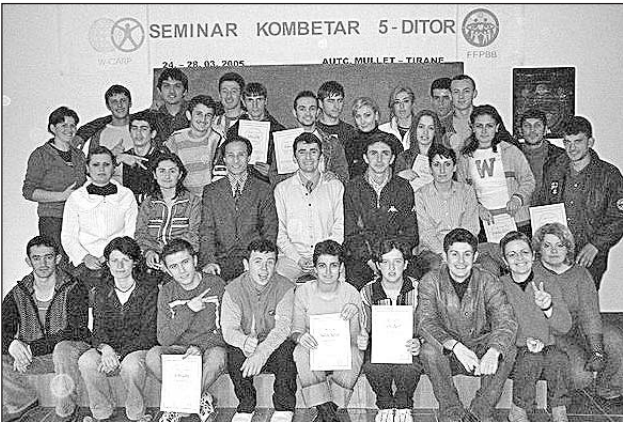 SEMINAR KOMBETAR 5-DITOR
W-CARP FFPBB
24. - 28. 03. 2005 AUTC. MULLET - TIRANE
W